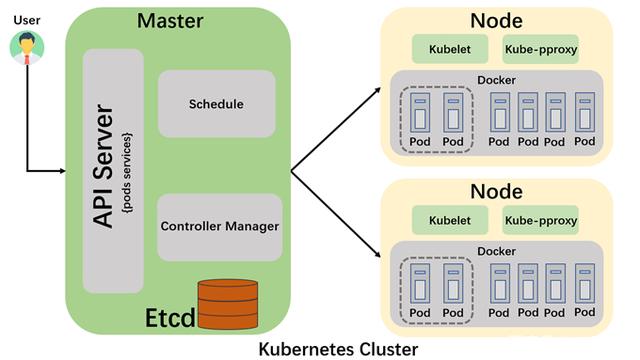 User
Master
API Server
{pods services}
Schedule
Controller Manager
Etcd
Node
Kubelet
Kube-pproxy
Docker
Pod Pod Pod Pod Pod Pod
Node
Kubelet
Kube-pproxy
Docker
Pod Pod Pod Pod Pod Pod
Kubernetes Cluster